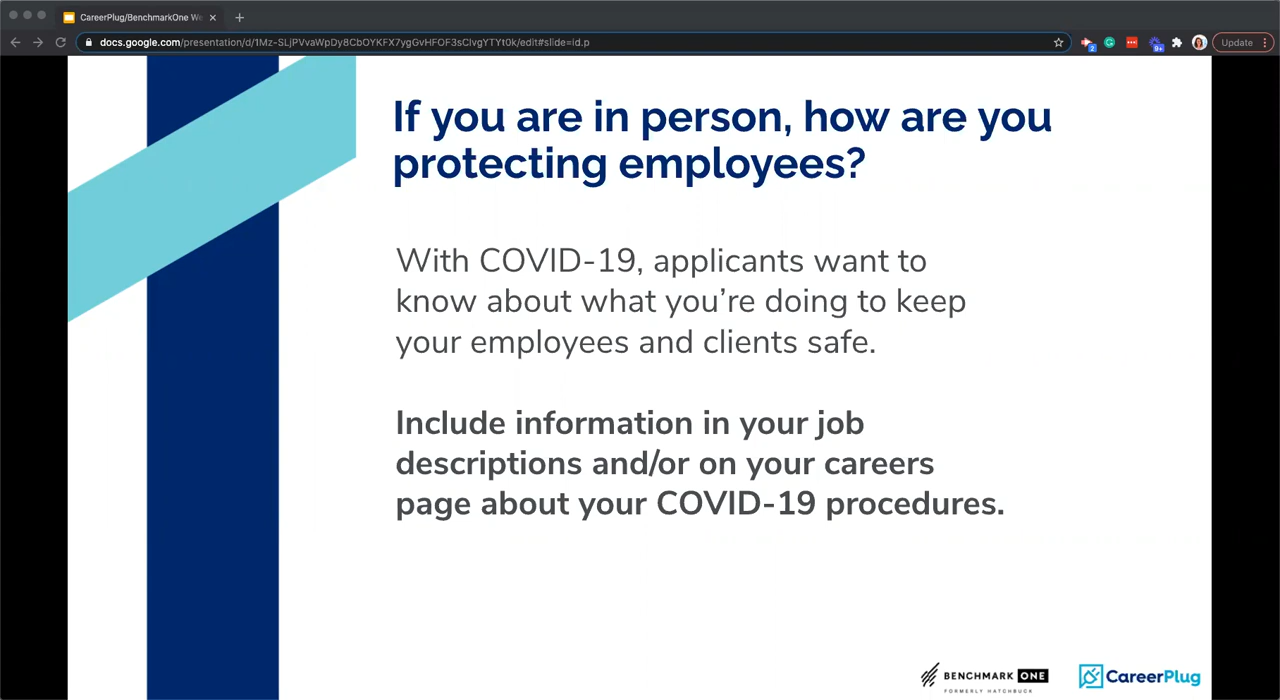 CareerPlug/BenchmarkOne We
docs.google.com/presentation/d/1Mz-SLjPVvaWpDy8CbOYKFX7ygGvHFOF3sClvgYTYt0k/edit#slide=id.p
2
9+
Update
If you are in person, how are you
protecting employees?
With COVID-19, applicants want to
know about what you’re doing to keep
your employees and clients safe.
Include information in your job
descriptions and/or on your careers
page about your COVID-19 procedures.
BENCHMARK ONE
FORMERLY HATCHBUCK
CareerPlug